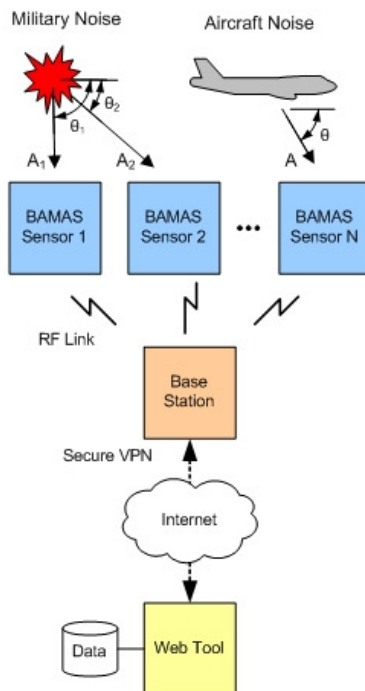 Military Noise
Aircraft Noise
θ₁
θ₂
θ
A₁
A₂
A
BAMAS
Sensor 1
BAMAS
Sensor 2
•••
BAMAS
Sensor N
RF Link
Base
Station
Secure VPN
Internet
Data
Web Tool